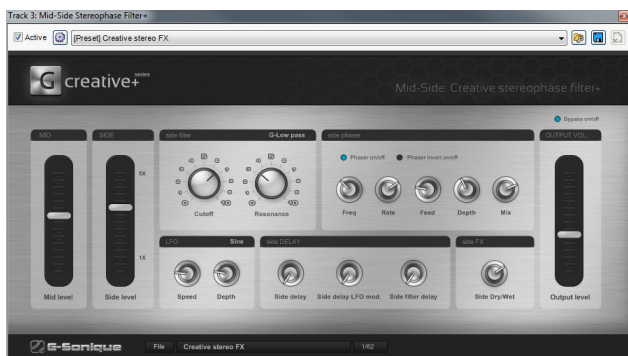 Track 3: Mid-Side Stereophase Filter+
Active
[Preset] Creative stereo FX
G creative+ series
Mid-Side: Creative stereophase filter+
Bypass on/off
MID
SIDE
side filter
G-Low pass
side phaser
OUTPUT VOL.
Phaser on/off
Phaser Invert on/off
5X
Cutoff
Resonance
Freq
Rate
Feed
Depth
Mix
LFO
Sine
side DELAY
side FX
1X
Mid level
Side level
Speed
Depth
Side delay
Side delay LFO mod.
Side filter delay
Side Dry/Wet
Output level
G-Sonique
File
Creative stereo FX
1/62